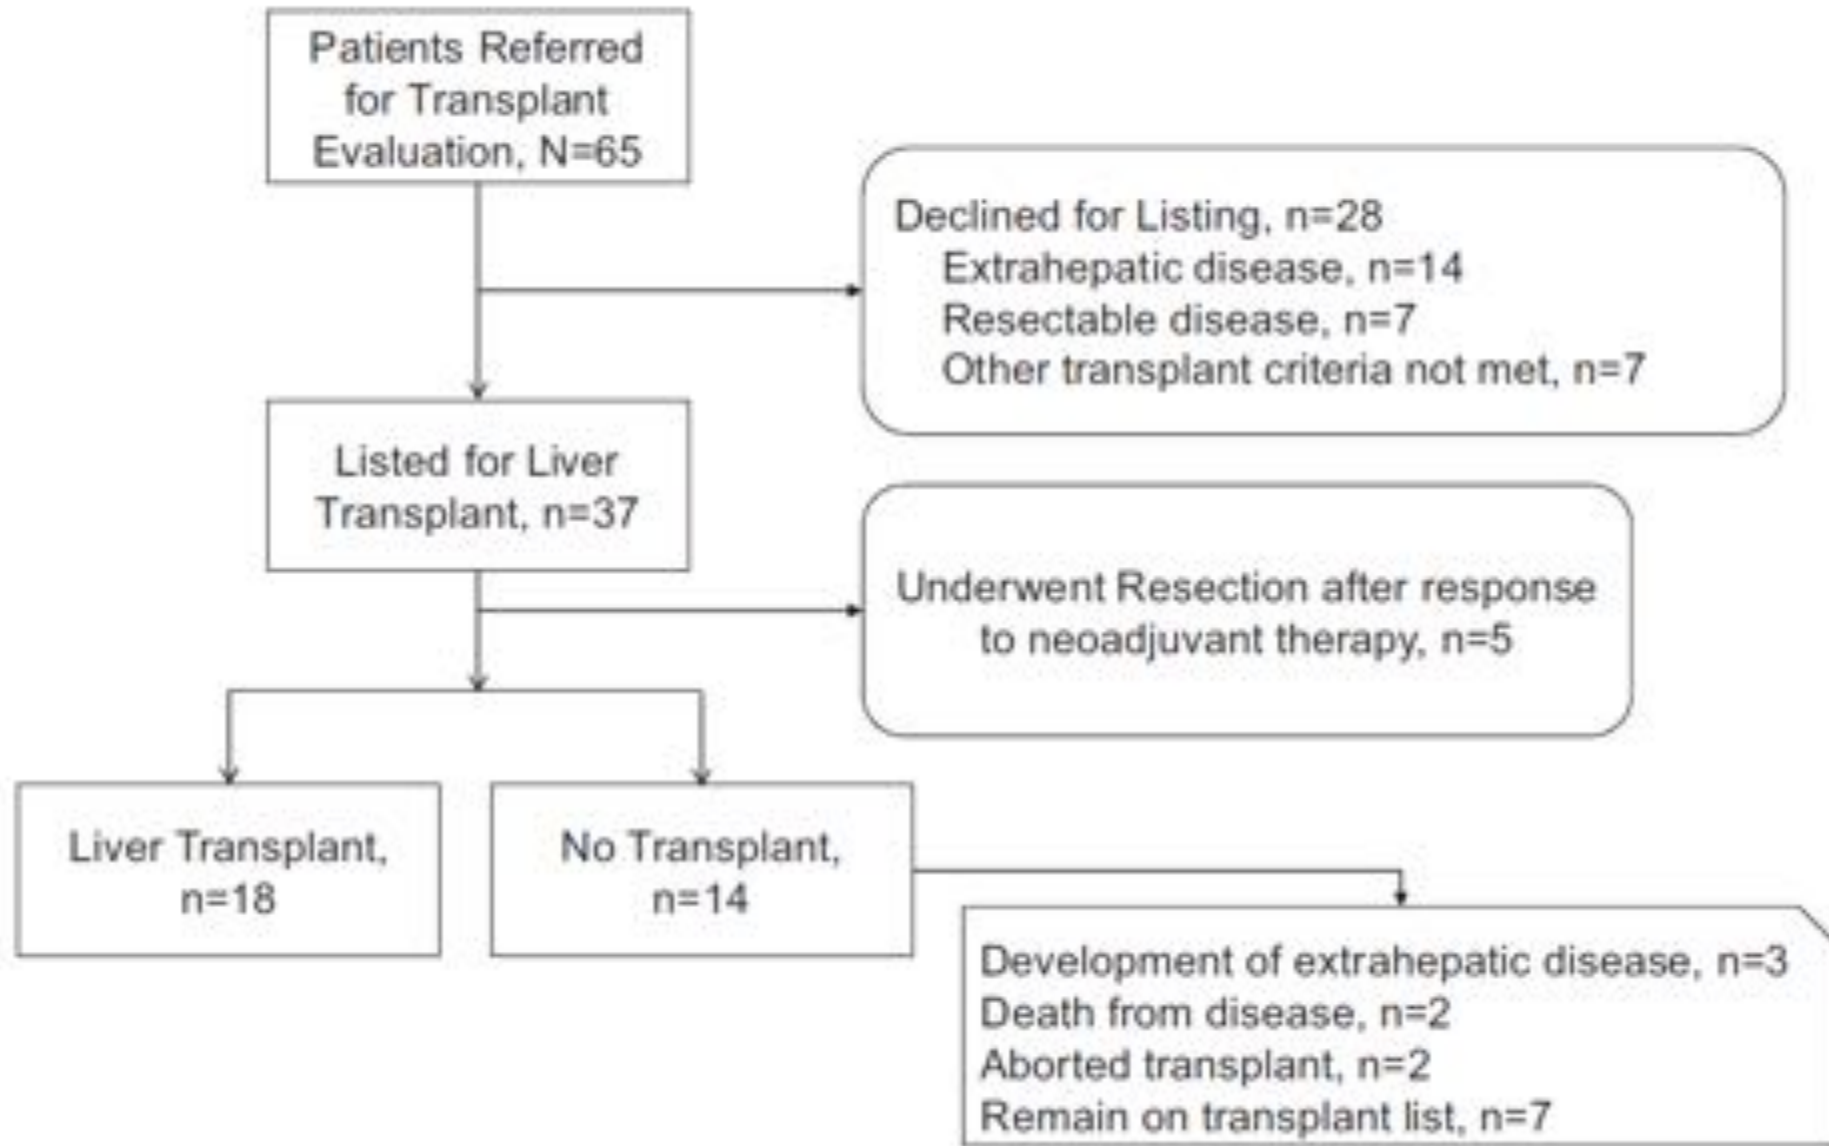 Patients Referred
for Transplant
Evaluation, N=65
Declined for Listing, n=28
Extrahepatic disease, n=14
Resectable disease, n=7
Other transplant criteria not met, n=7
Listed for Liver
Transplant, n=37
Underwent Resection after response
to neoadjuvant therapy, n=5
Liver Transplant,
n=18
No Transplant,
n=14
Development of extrahepatic disease, n=3
Death from disease, n=2
Aborted transplant, n=2
Remain on transplant list, n=7